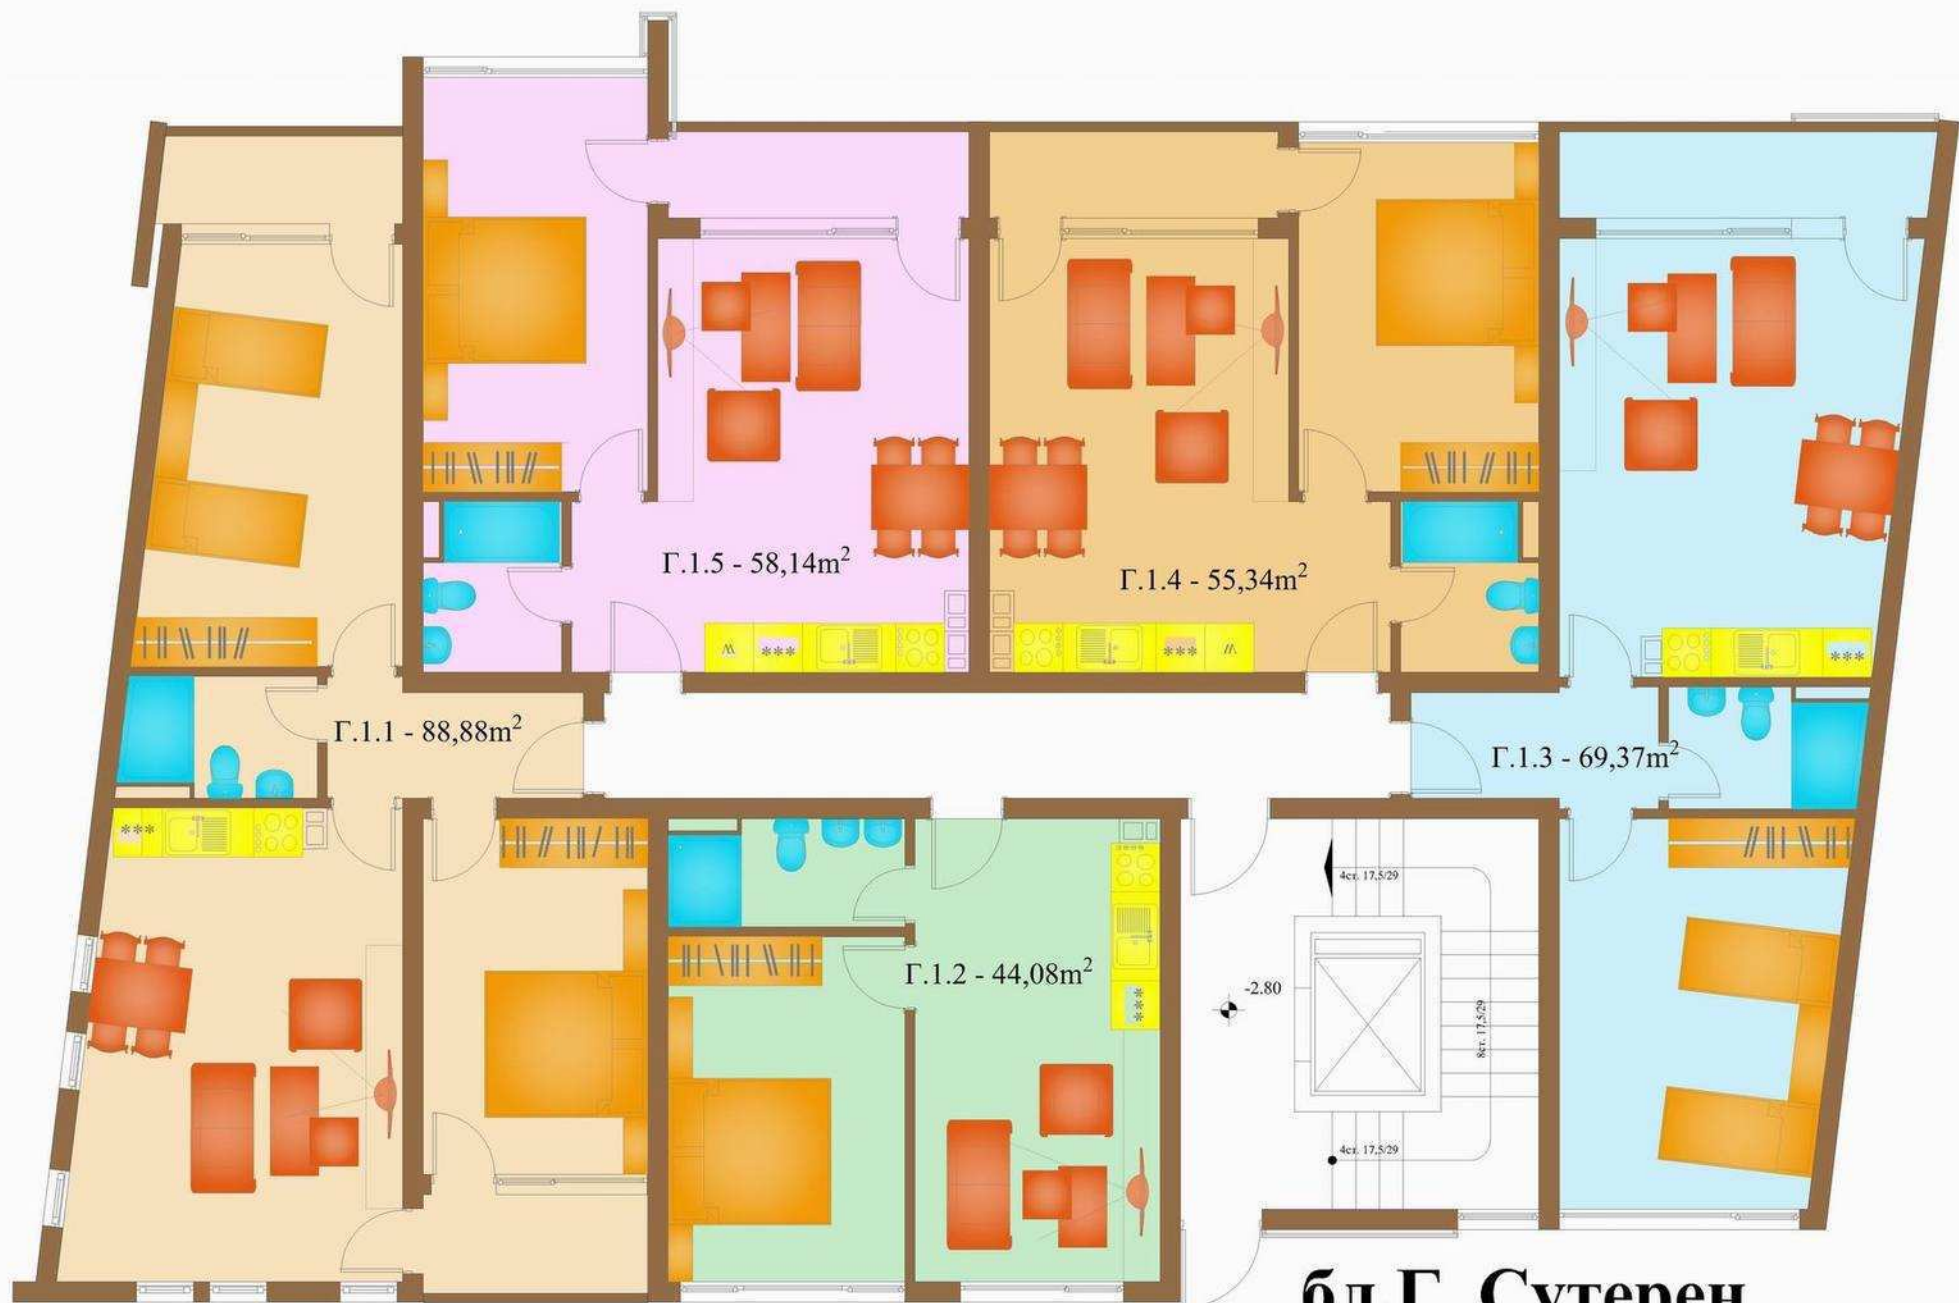 Г.1.5 - 58,14m²
Г.1.4 - 55,34m²
***
***
***
Г.1.1 - 88,88m²
Г.1.3 - 69,37m²
***
4ст. 17,5/29
Г.1.2 - 44,08m²
-2.80
***
8ст. 17,5/29
4ст. 17,5/29
бл.Г Сутерен